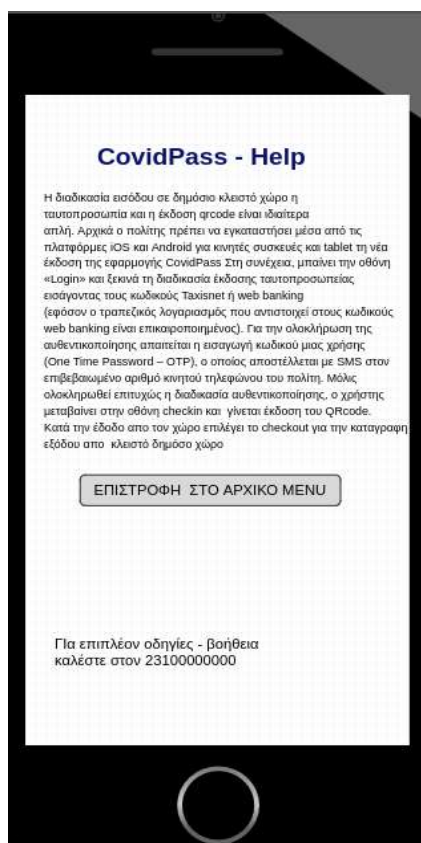 CovidPass - Help
Η διαδικασία εισόδου σε δημόσιο κλειστό χώρο η
ταυτοπροσωπία και η έκδοση qrcode είναι ιδιαίτερα
απλή. Αρχικά ο πολίτης πρέπει να εγκαταστήσει μέσα από τις
πλατφόρμες iOS και Android για κινητές συσκευές και tablet τη νέα
έκδοση της εφαρμογής CovidPass Στη συνέχεια, μπαίνει την οθόνη
«Login» και ξεκινά τη διαδικασία έκδοσης ταυτοπροσωπείας
εισάγοντας τους κωδικούς Taxisnet ή web banking
(εφόσον ο τραπεζικός λογαριασμός που αντιστοιχεί στους κωδικούς
web banking είναι επικαιροποιημένος). Για την ολοκλήρωση της
αυθεντικοποίησης απαιτείται η εισαγωγή κωδικού μιας χρήσης
(One Time Password – OTP), ο οποίος αποστέλλεται με SMS στον
επιβεβαιωμένο αριθμό κινητού τηλεφώνου του πολίτη. Μόλις
ολοκληρωθεί επιτυχώς η διαδικασία αυθεντικοποίησης, ο χρήστης
μεταβαίνει στην οθόνη checkin και γίνεται έκδοση του QRcode.
Κατά την έδοδο απο τον χώρο επιλέγει το checkout για την καταγραφη
εξόδου απο κλειστό δημόσο χώρο
ΕΠΙΣΤΡΟΦΗ ΣΤΟ ΑΡΧΙΚΟ MENU
ΓΙα επιπλέον οδηγίες - βοήθεια
καλέστε στον 23100000000